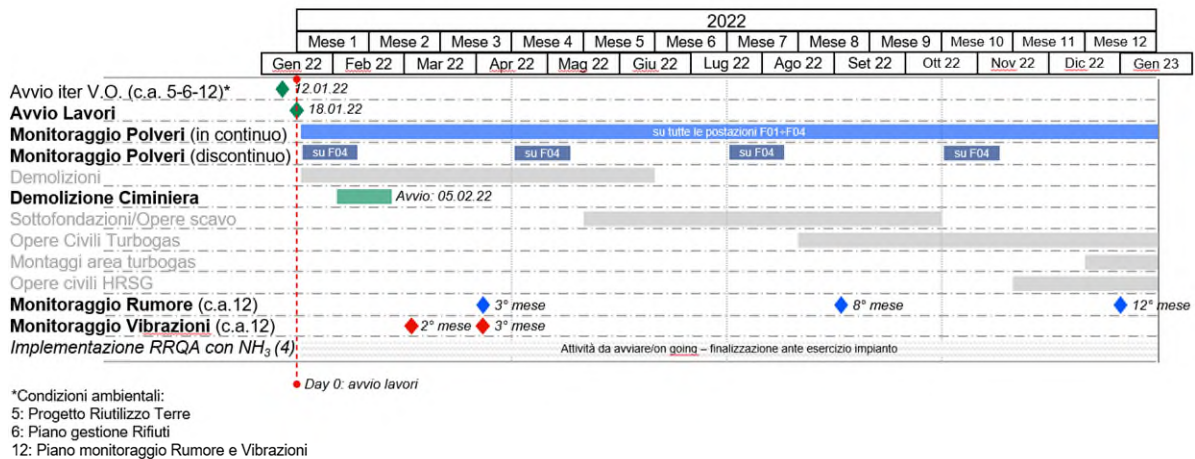 2022
Mese 1 Mese 2 Mese 3 Mese 4 Mese 5 Mese 6 Mese 7 Mese 8 Mese 9 Mese 10 Mese 11 Mese 12
Gen 22 Feb 22 Mar 22 Apr 22 Mag 22 Giu 22 Lug 22 Ago 22 Set 22 Ott 22 Nov 22 Dic 22 Gen 23
Avvio iter V.O. (c.a. 5-6-12)* 12.01.22
Avvio Lavori 18.01.22
Monitoraggio Polveri (in continuo) su tutte le postazioni F01÷F04
Monitoraggio Polveri (discontinuo) su F04 su F04 su F04 su F04
Demolizioni
Demolizione Ciminiera Avvio: 05.02.22
Sottofondazioni/Opere scavo
Opere Civili Turbogas
Montaggi area turbogas
Opere civili HRSG
Monitoraggio Rumore (c.a.12) 3° mese 8° mese 12° mese
Monitoraggio Vibrazioni (c.a.12) 2° mese 3° mese
Implementazione RRQA con NH3 (4) Attività da avviare/on going – finalizzazione ante esercizio impianto
Day 0: avvio lavori
*Condizioni ambientali:
5: Progetto Riutilizzo Terre
6: Piano gestione Rifiuti
12: Piano monitoraggio Rumore e Vibrazioni